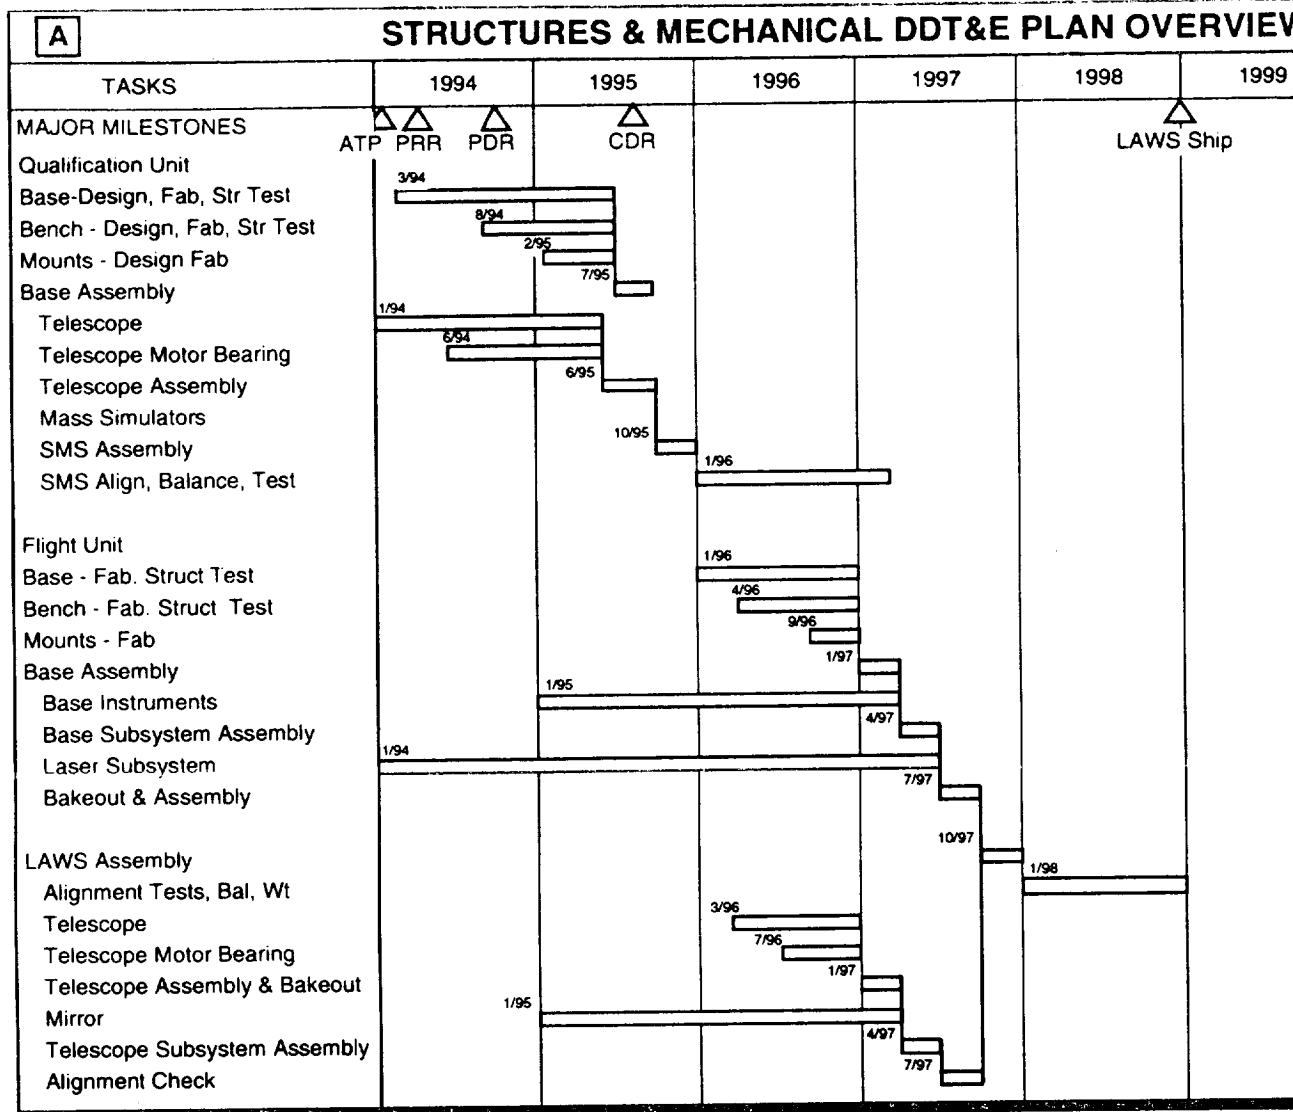 A
STRUCTURES & MECHANICAL DDT&E PLAN OVERVIEW
TASKS 1994 1995 1996 1997 1998 1999
MAJOR MILESTONES
ATP PRR PDR CDR LAWS Ship
Qualification Unit
3/94
Base-Design, Fab, Str Test
8/94
Bench - Design, Fab, Str Test
2/95
Mounts - Design Fab
7/95
Base Assembly
1/94
Telescope
6/94
Telescope Motor Bearing
6/95
Telescope Assembly
Mass Simulators
10/95
SMS Assembly
1/96
SMS Align, Balance, Test
Flight Unit
1/96
Base - Fab. Struct Test
4/96
Bench - Fab. Struct Test
9/96
Mounts - Fab
1/97
Base Assembly
1/95
Base Instruments
4/97
Base Subsystem Assembly
1/94
Laser Subsystem
7/97
Bakeout & Assembly
10/97
LAWS Assembly
1/98
Alignment Tests, Bal, Wt
3/96
Telescope
7/96
Telescope Motor Bearing
1/97
Telescope Assembly & Bakeout
1/95
Mirror
4/97
Telescope Subsystem Assembly
7/97
Alignment Check